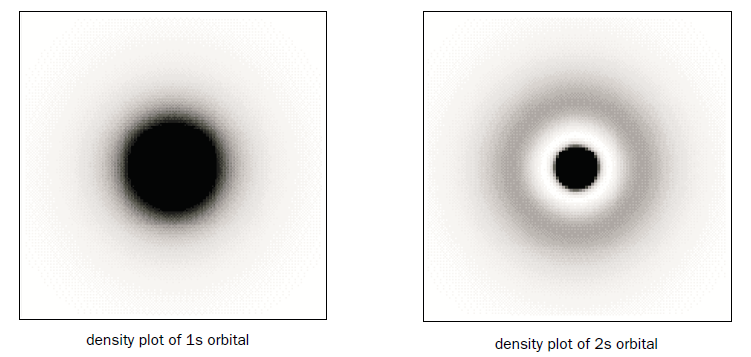 density plot of 1s orbital
density plot of 2s orbital